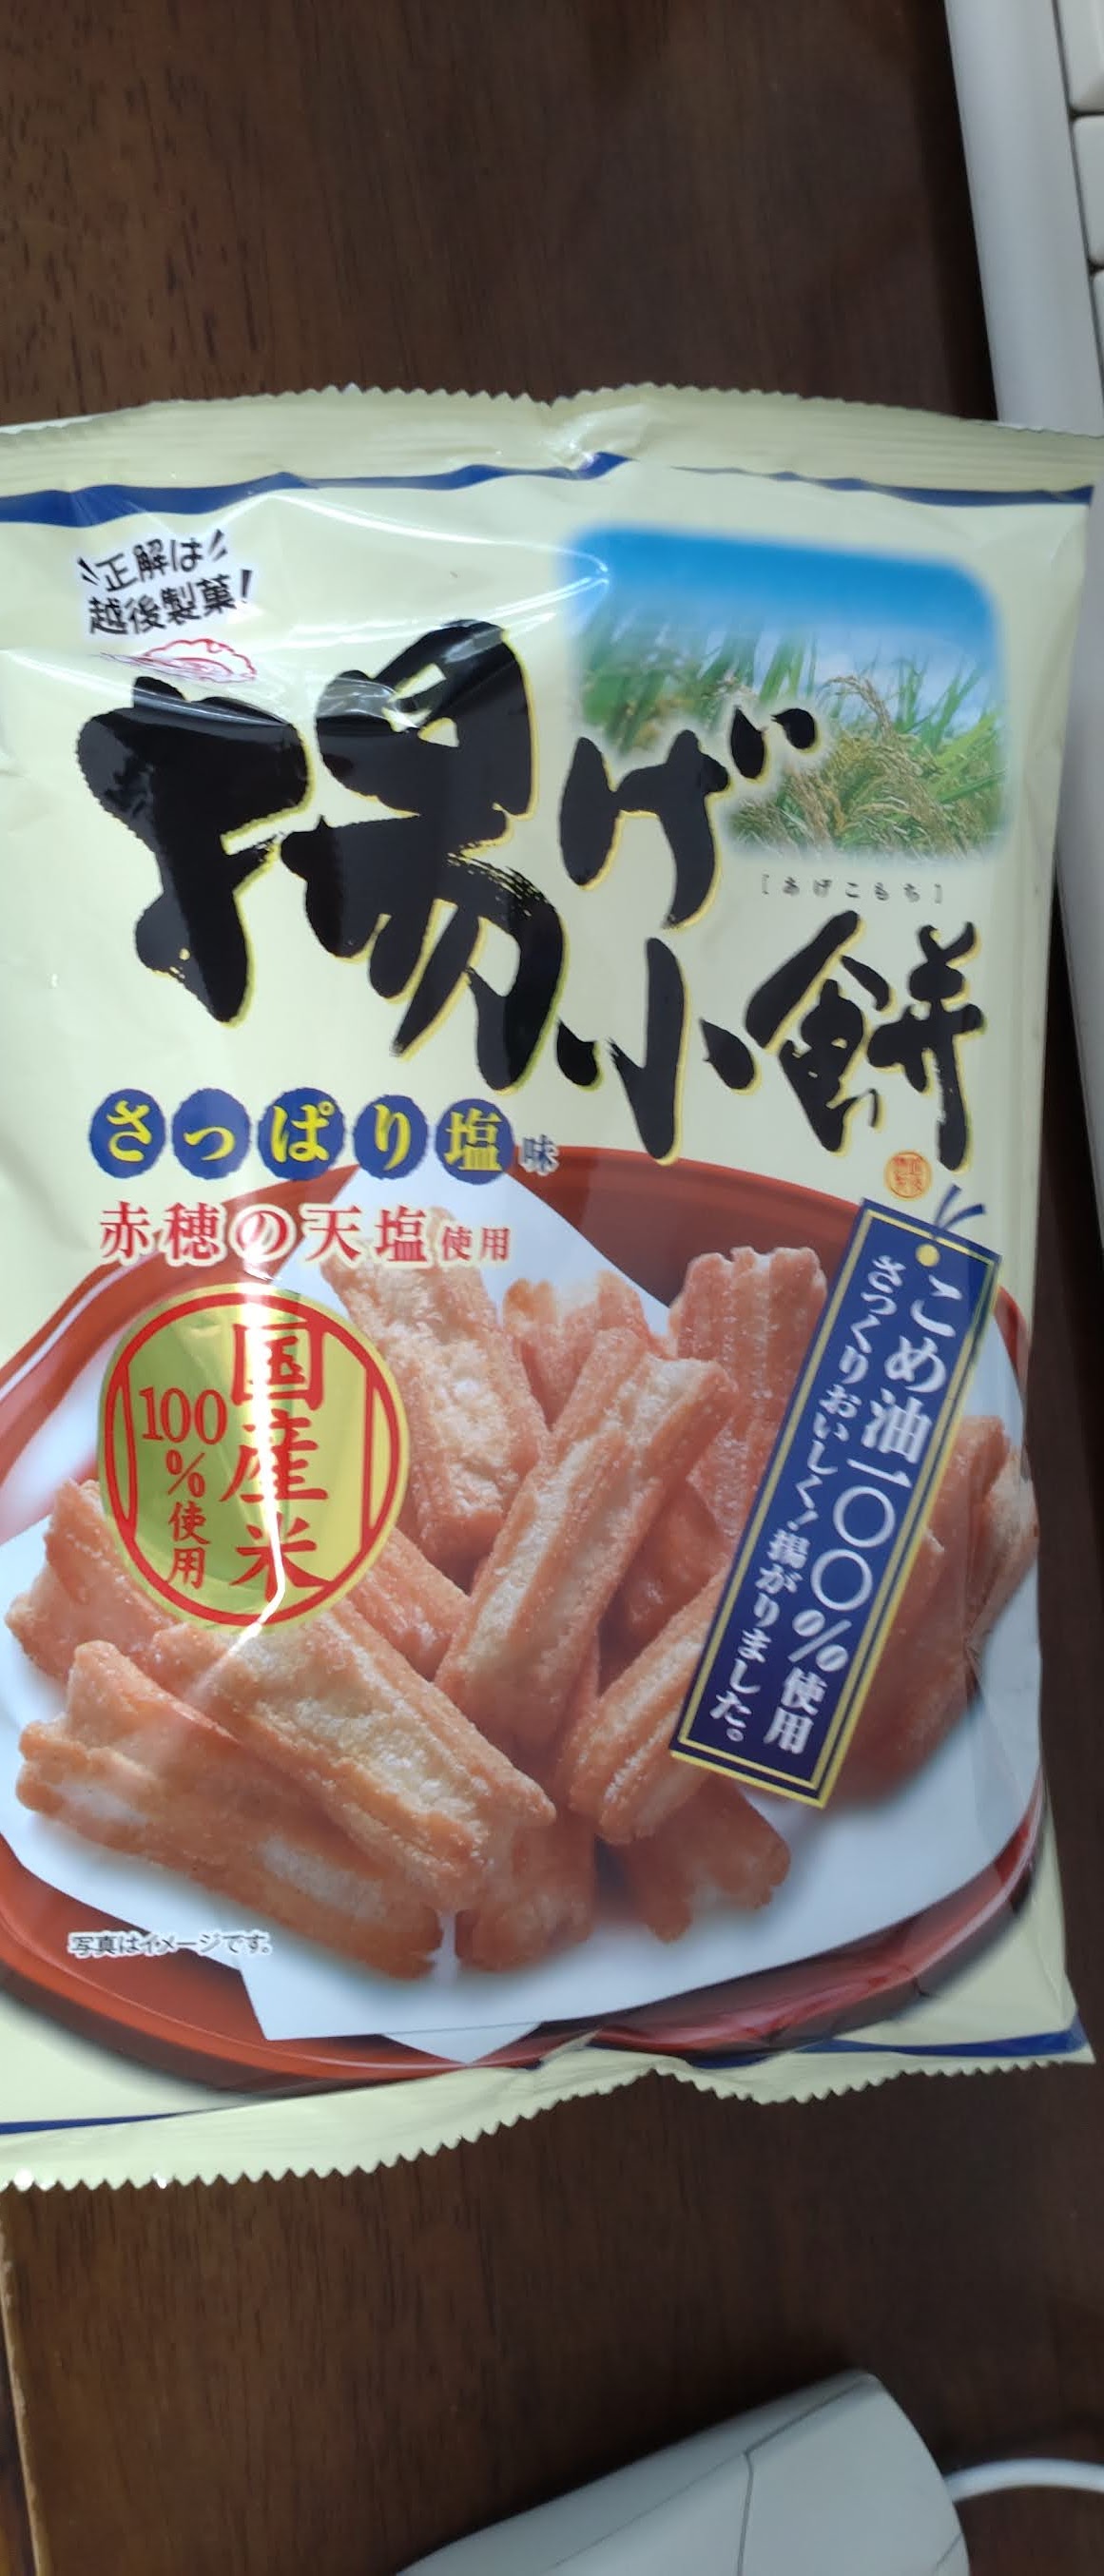 正解は
越後製菓!
揚げ小餅
[あげこもち]
さっぱり塩味
赤穂の天塩使用
国産米
100%使用
こめ油一〇〇%使用
さっくりおいしく!揚がりました。
写真はイメージです。